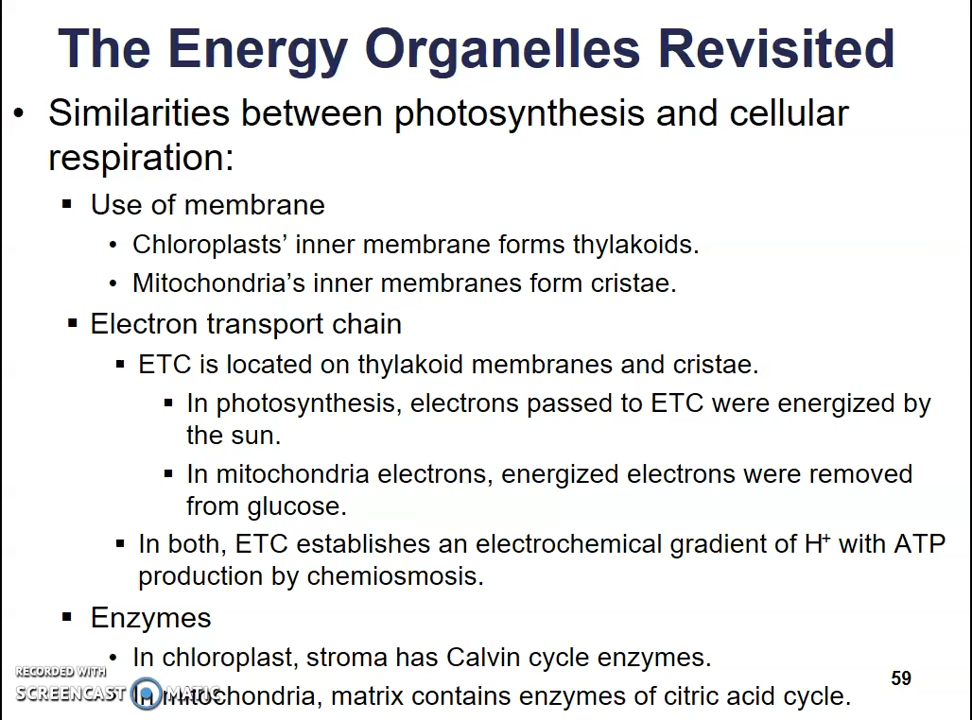 The Energy Organelles Revisited
• Similarities between photosynthesis and cellular
respiration:
▪ Use of membrane
• Chloroplasts’ inner membrane forms thylakoids.
• Mitochondria’s inner membranes form cristae.
▪ Electron transport chain
▪ ETC is located on thylakoid membranes and cristae.
▪ In photosynthesis, electrons passed to ETC were energized by
the sun.
▪ In mitochondria electrons, energized electrons were removed
from glucose.
▪ In both, ETC establishes an electrochemical gradient of H⁺ with ATP
production by chemiosmosis.
▪ Enzymes
• In chloroplast, stroma has Calvin cycle enzymes.
• In mitochondria, matrix contains enzymes of citric acid cycle.
59
RECORDED WITH
SCREENCAST MATIC